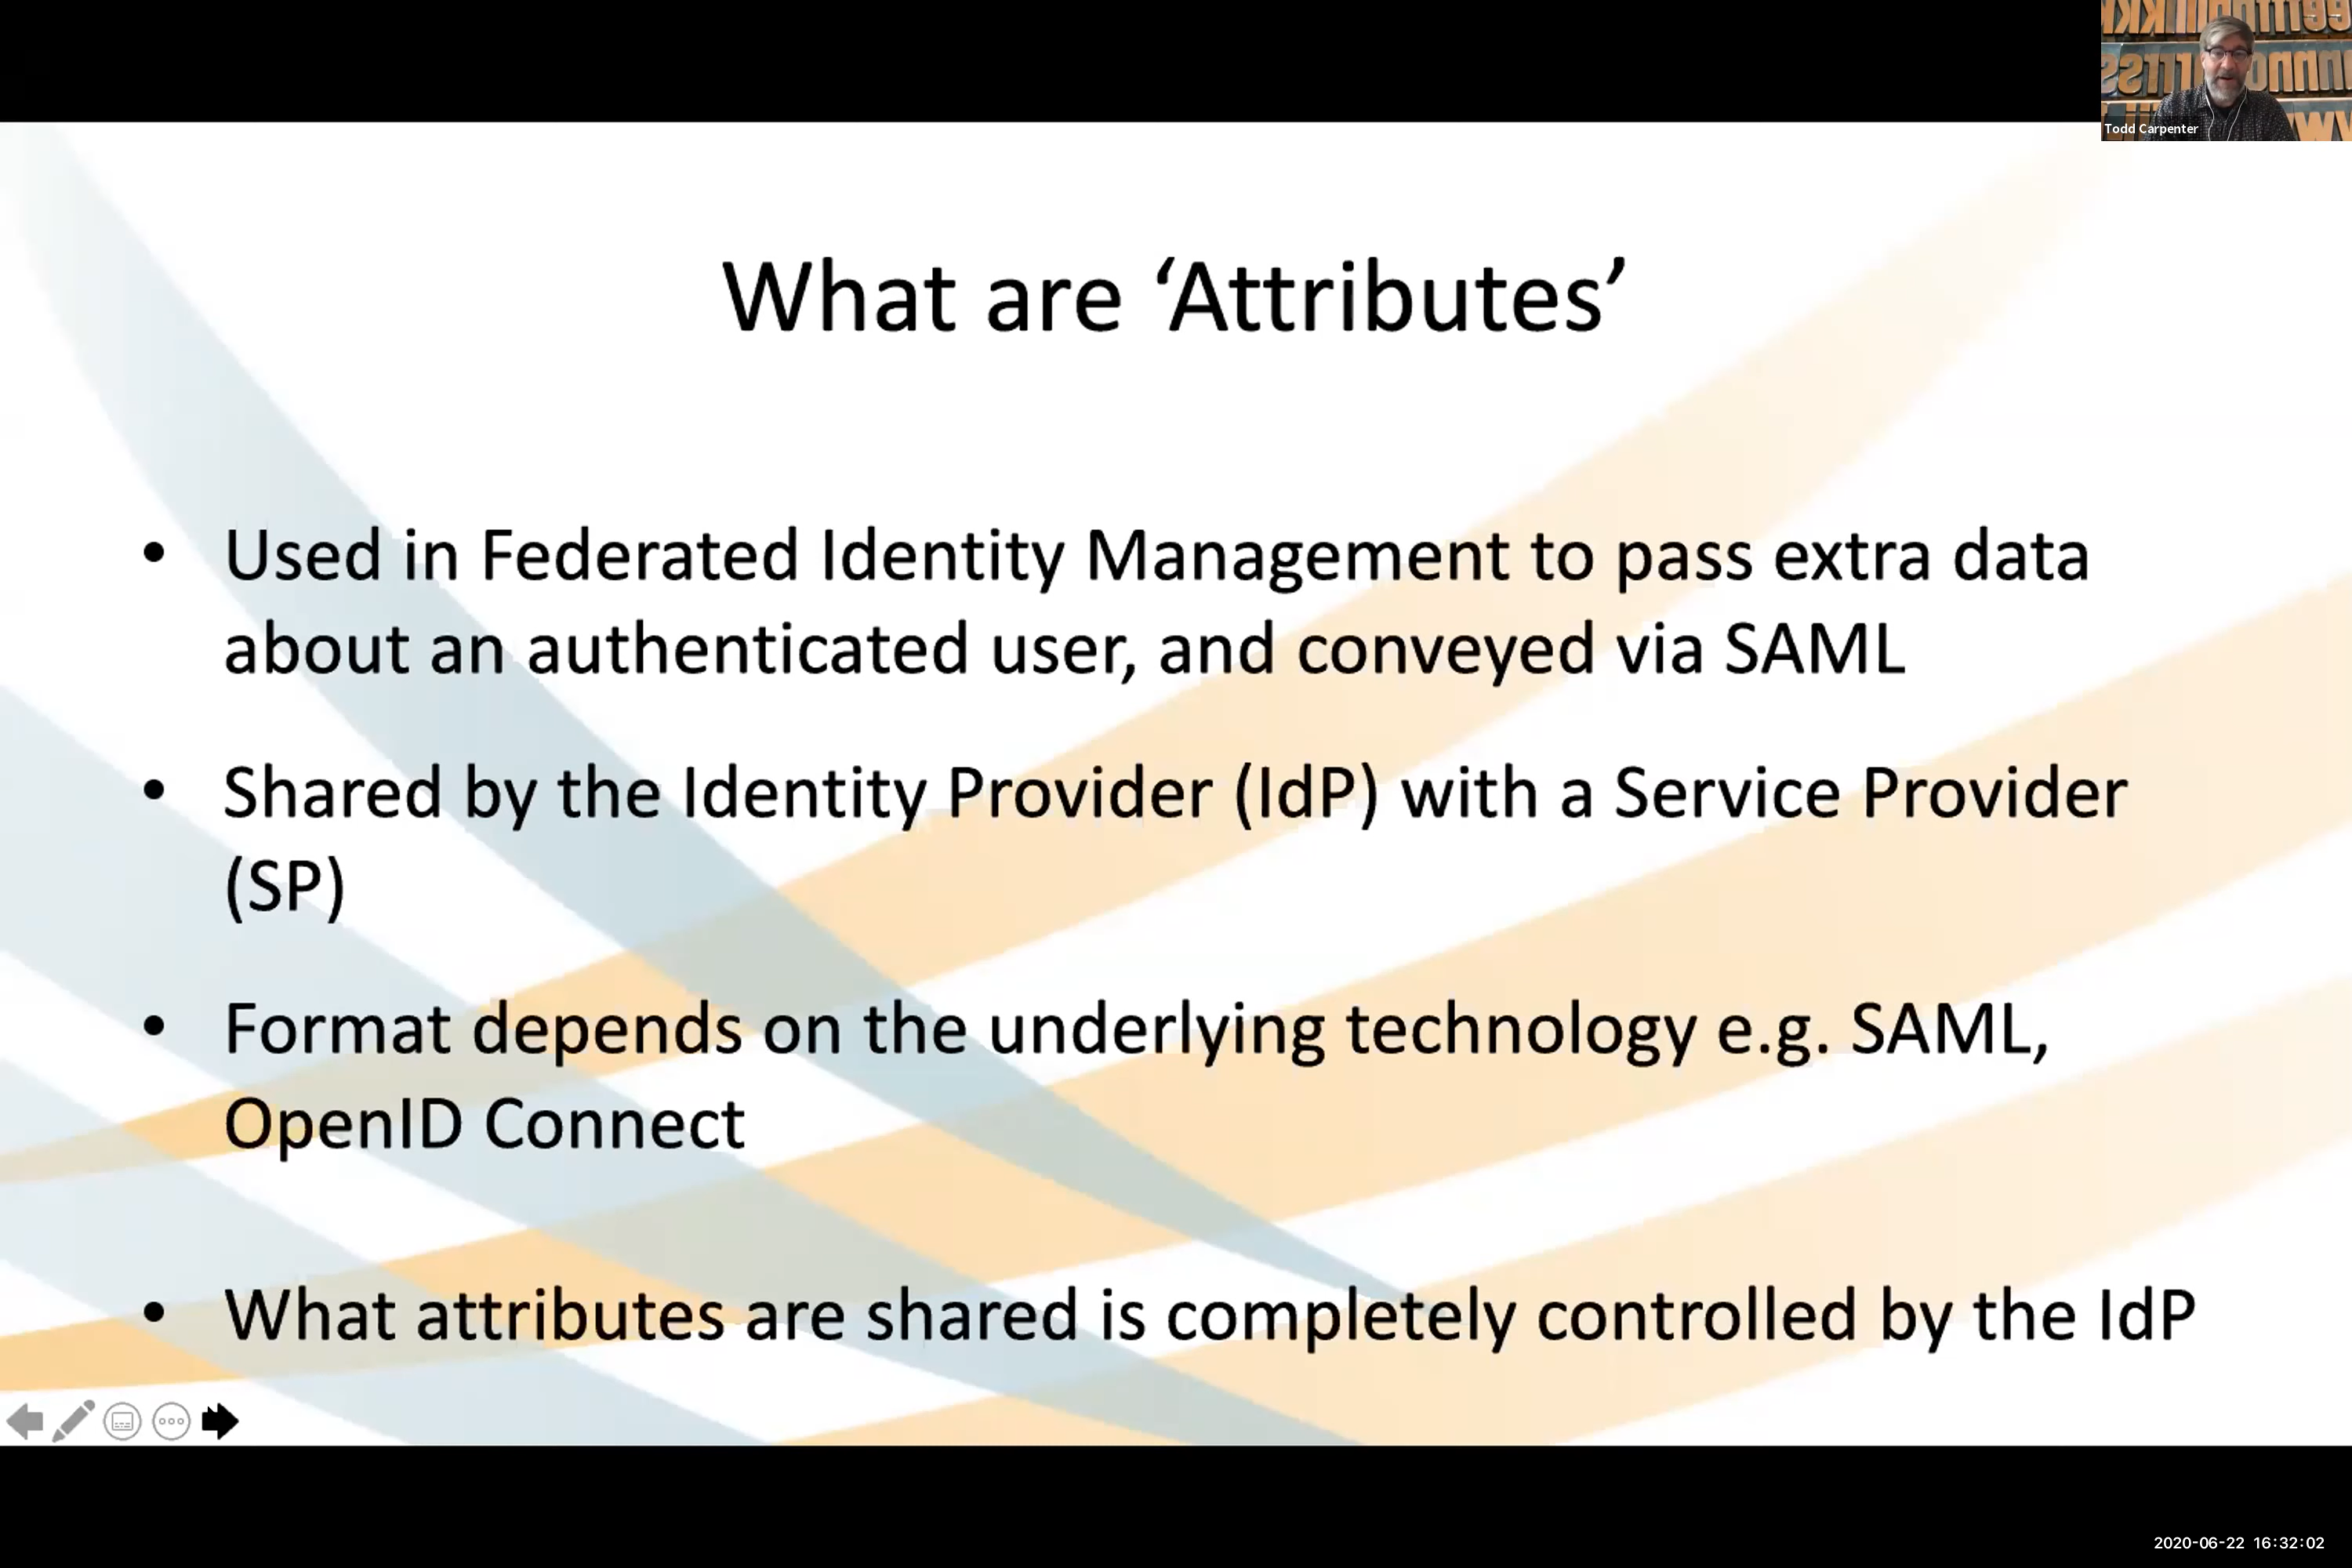 Todd Carpenter
What are ‘Attributes’
• Used in Federated Identity Management to pass extra data
about an authenticated user, and conveyed via SAML
• Shared by the Identity Provider (IdP) with a Service Provider
(SP)
• Format depends on the underlying technology e.g. SAML,
OpenID Connect
• What attributes are shared is completely controlled by the IdP
2020-06-22 16:32:02